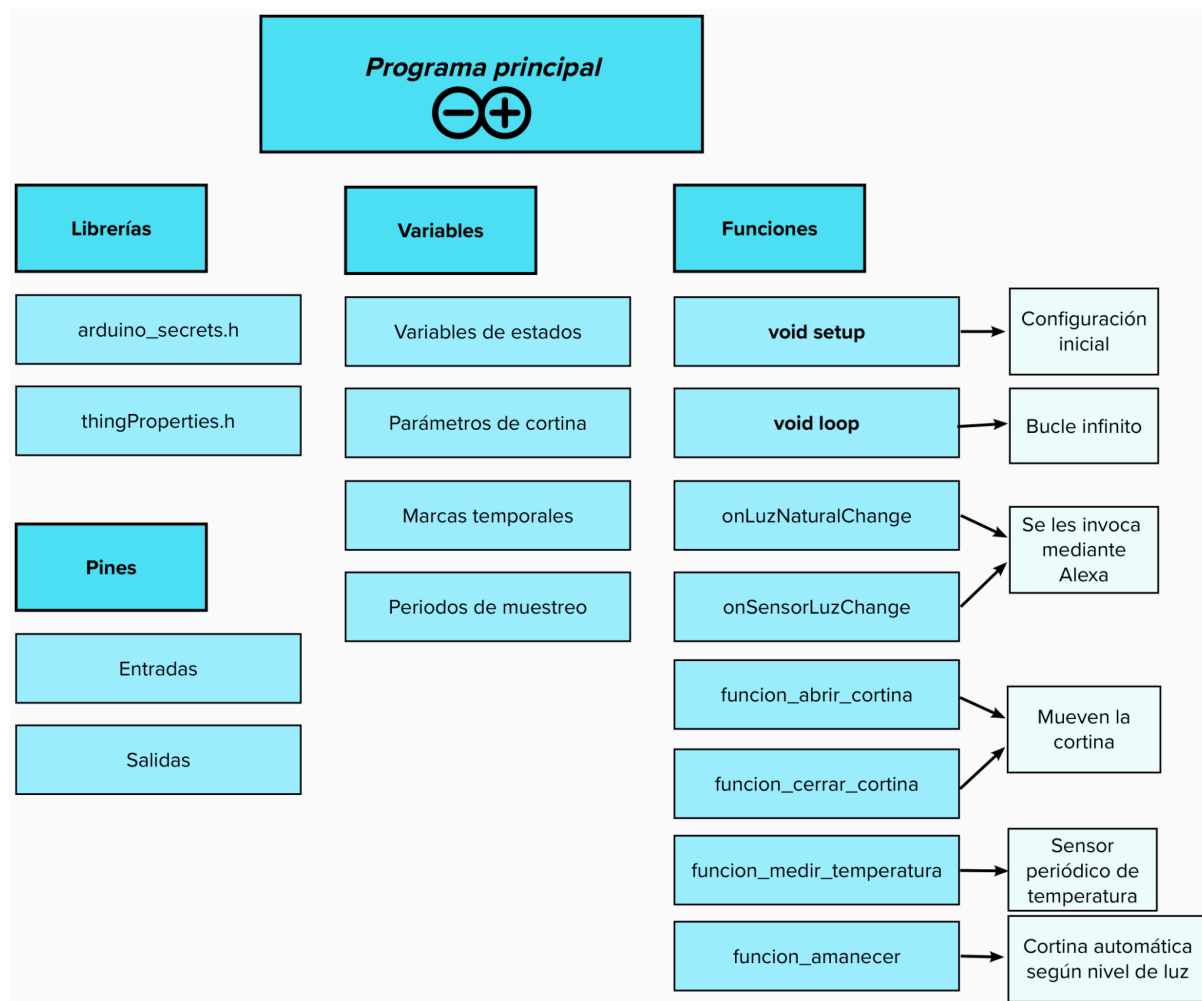 Programa principal
Librerías
arduino_secrets.h
thingProperties.h
Pines
Entradas
Salidas
Variables
Variables de estados
Parámetros de cortina
Marcas temporales
Periodos de muestreo
Funciones
void setup
Configuración
inicial
void loop
Bucle infinito
onLuzNaturalChange
onSensorLuzChange
Se les invoca
mediante
Alexa
funcion_abrir_cortina
funcion_cerrar_cortina
Mueven la
cortina
funcion_medir_temperatura
Sensor
periódico de
temperatura
funcion_amanecer
Cortina automática
según nivel de luz